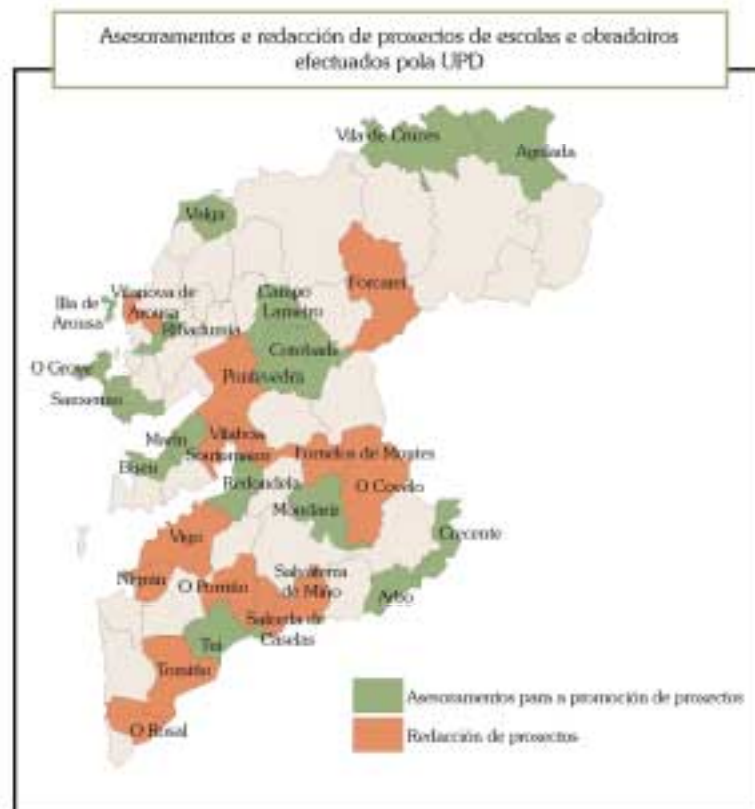 Asesoramentos e redacción de proxectos de escolas e obradoiros
efectuados pola UPD
Vila de Cruces
Agolada
Valga
Forcarei
Vilanova de
Arousa
Illa de
Arousa
Ribadumia
Campo
Lameiro
Cotobade
O Grove
Pontevedra
Sanxenxo
Marín
Vilaboa
Bueu
Soutomaior
Fornelos de Montes
Redondela
O Covelo
Mondariz
Vigo
Crecente
Nigrán
O Porriño
Salvaterra
de Miño
Arbo
Salceda de
Caselas
Tui
Tomiño
O Rosal
Asesoramentos para a promoción de proxectos
Redacción de proxectos